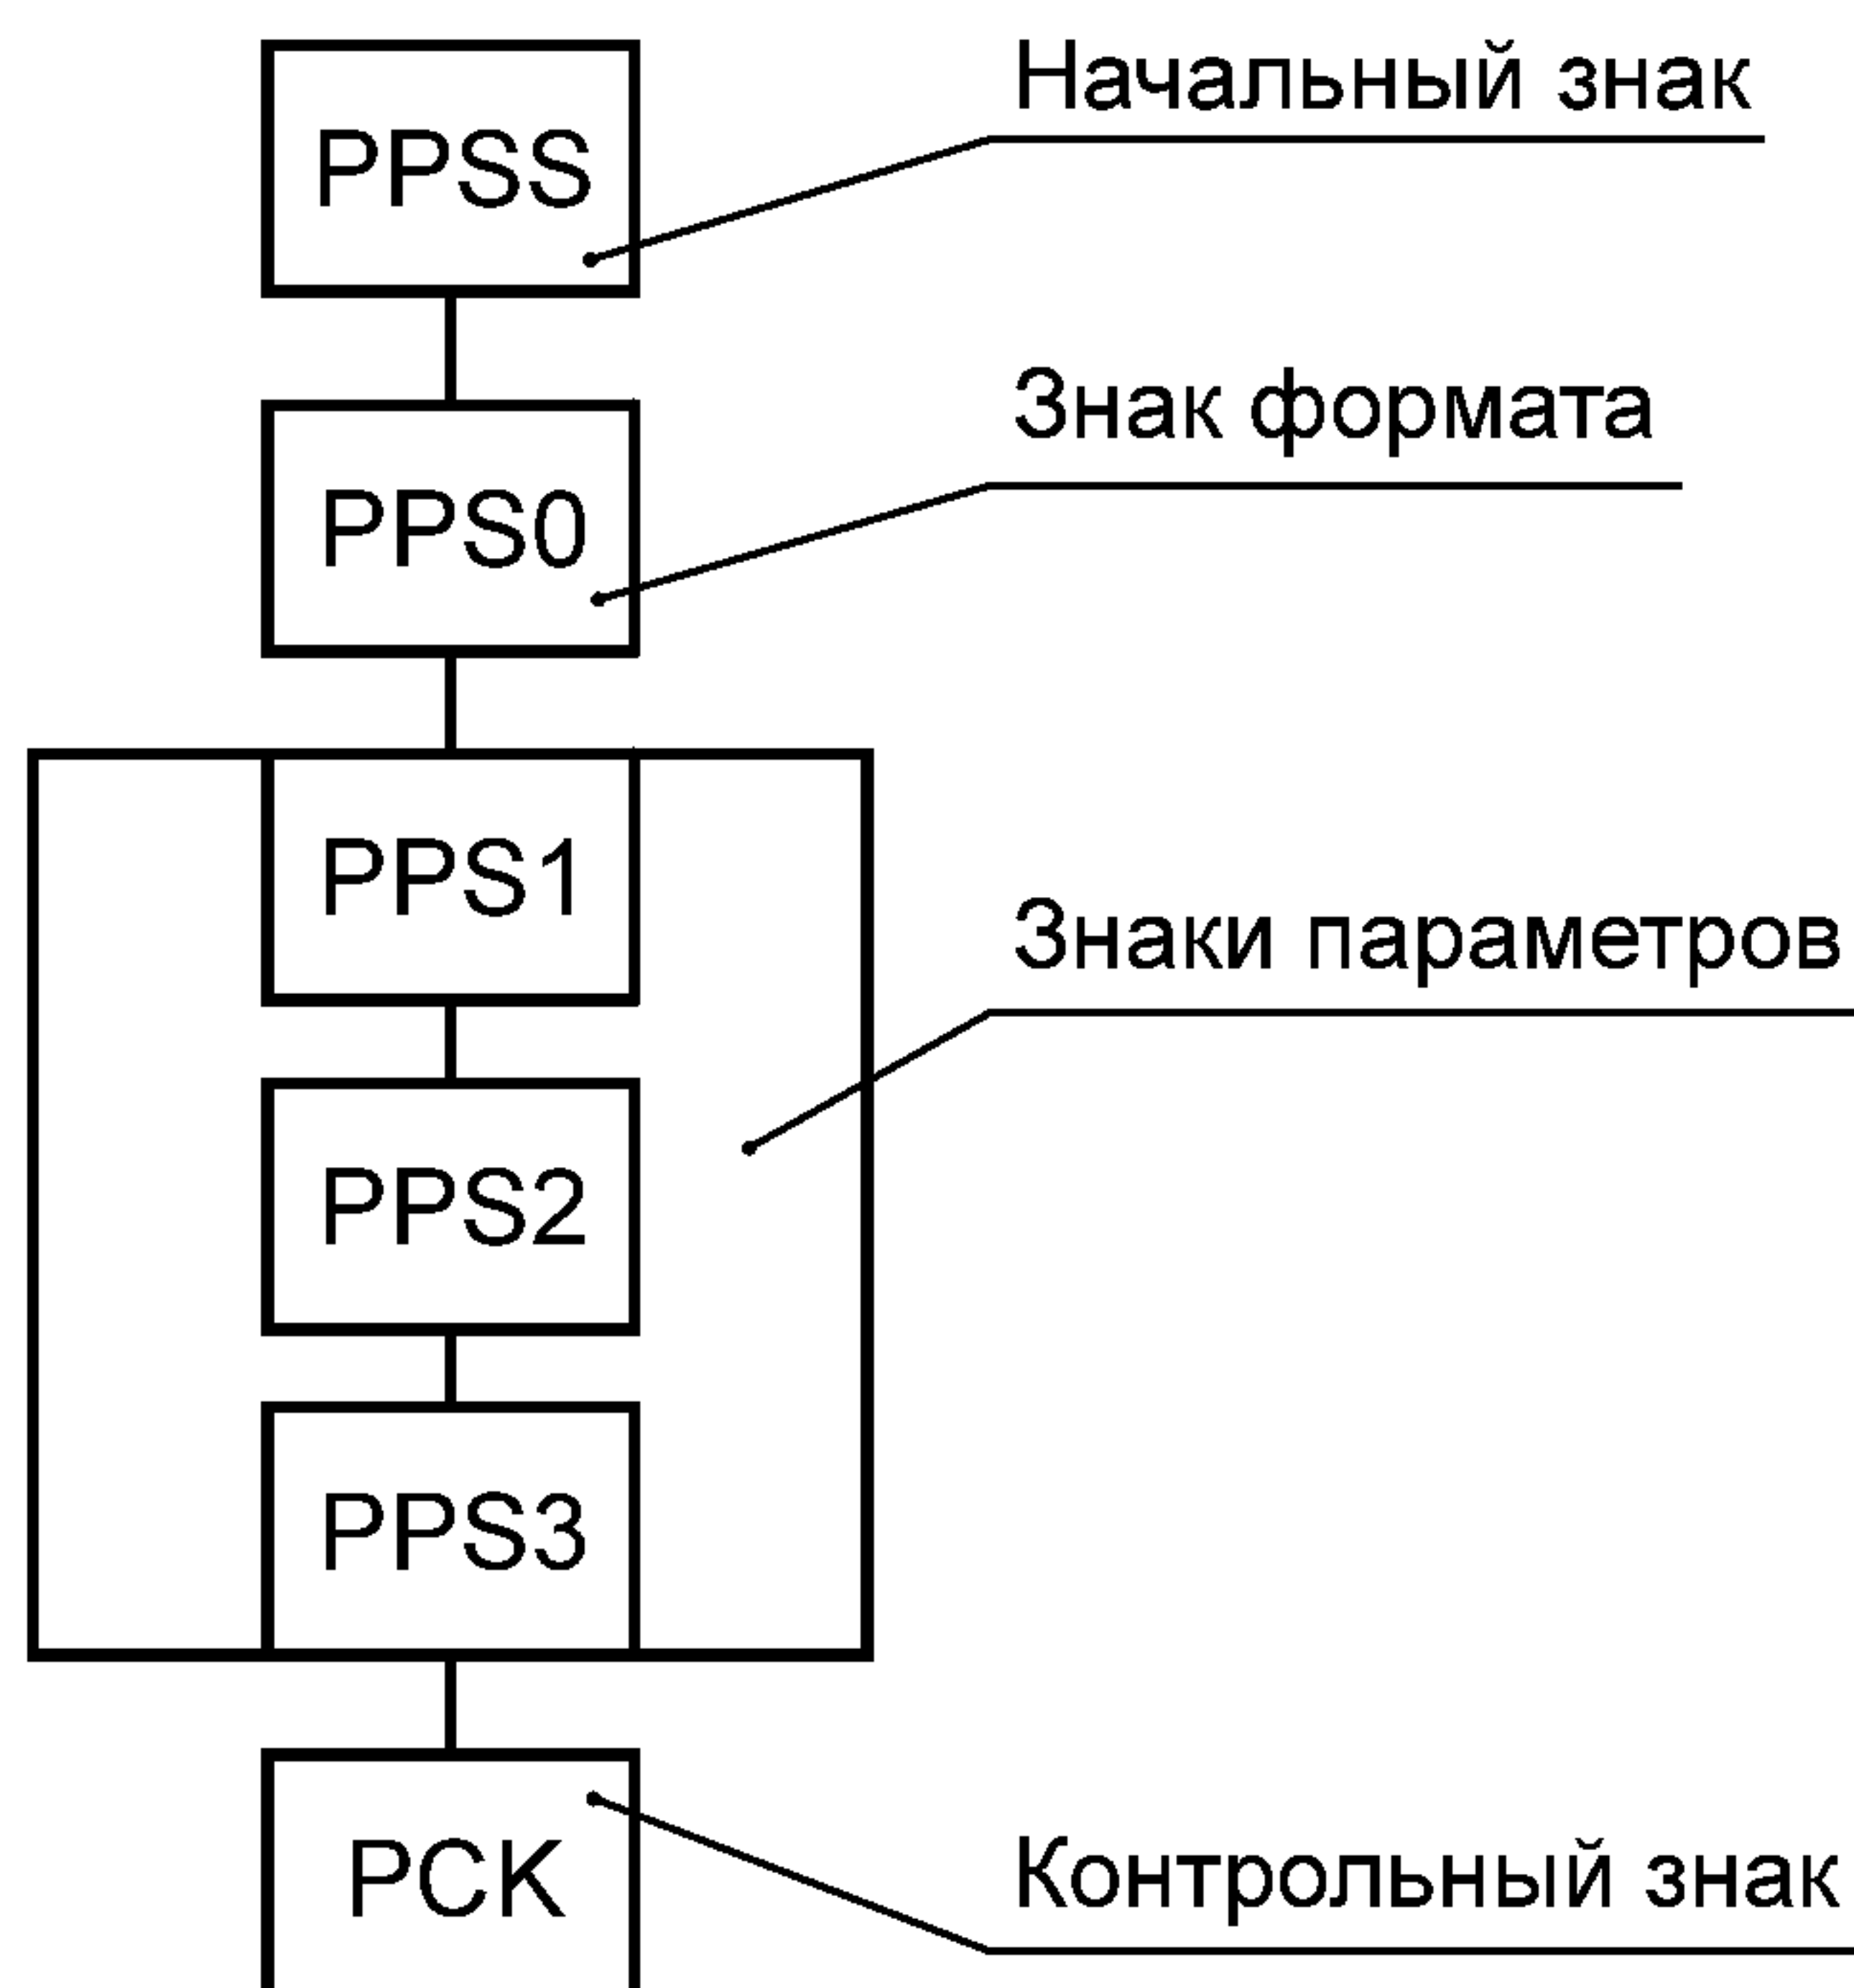 Начальный знак
PPSS
Знак формата
PPS0
PPS1
Знаки параметров
PPS2
PPS3
Контрольный знак
PCK